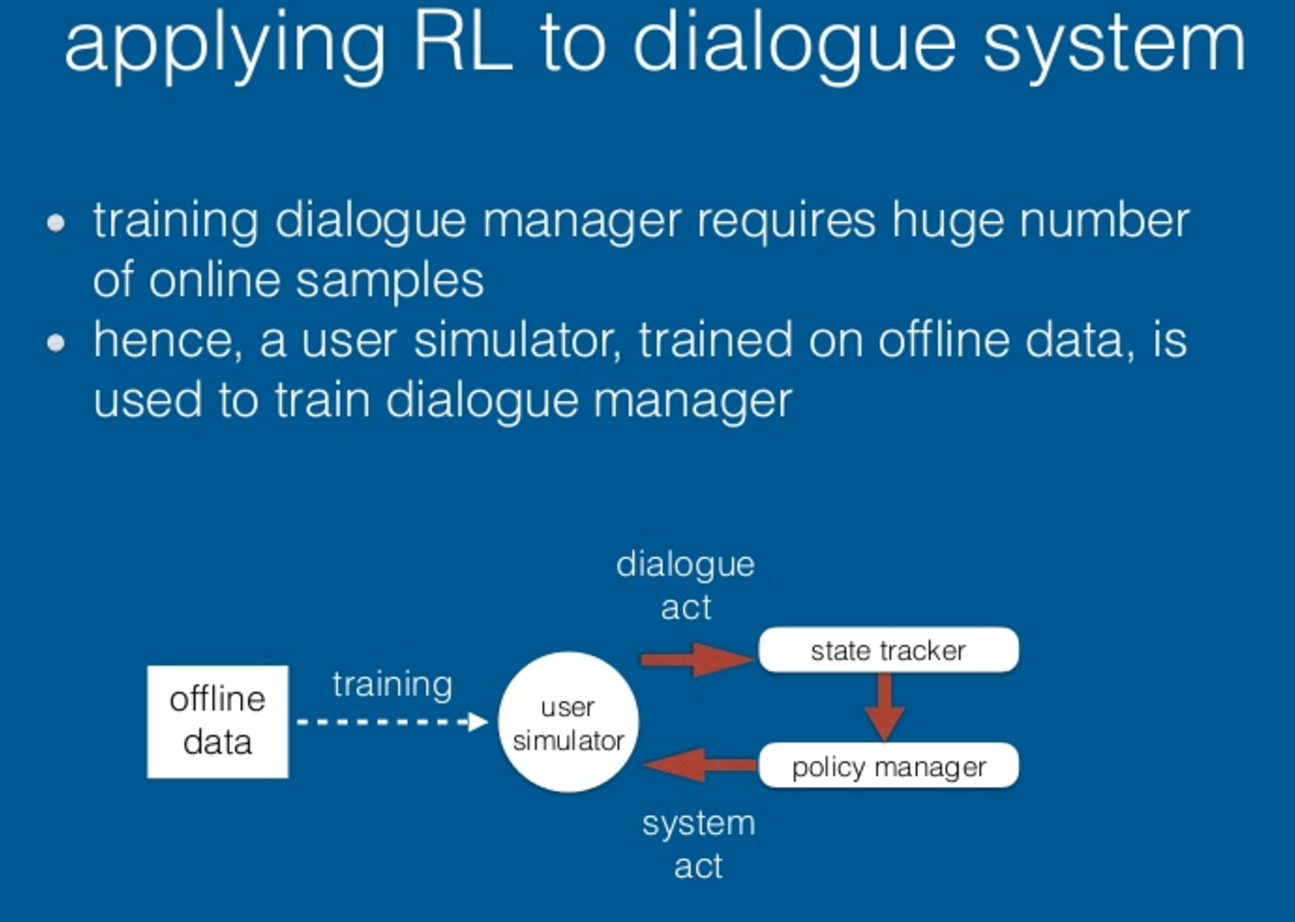 applying RL to dialogue system
training dialogue manager requires huge number
of online samples
hence, a user simulator, trained on offline data, is
used to train dialogue manager
dialogue
act
state tracker
offline
data
training
user
simulator
policy manager
system
act